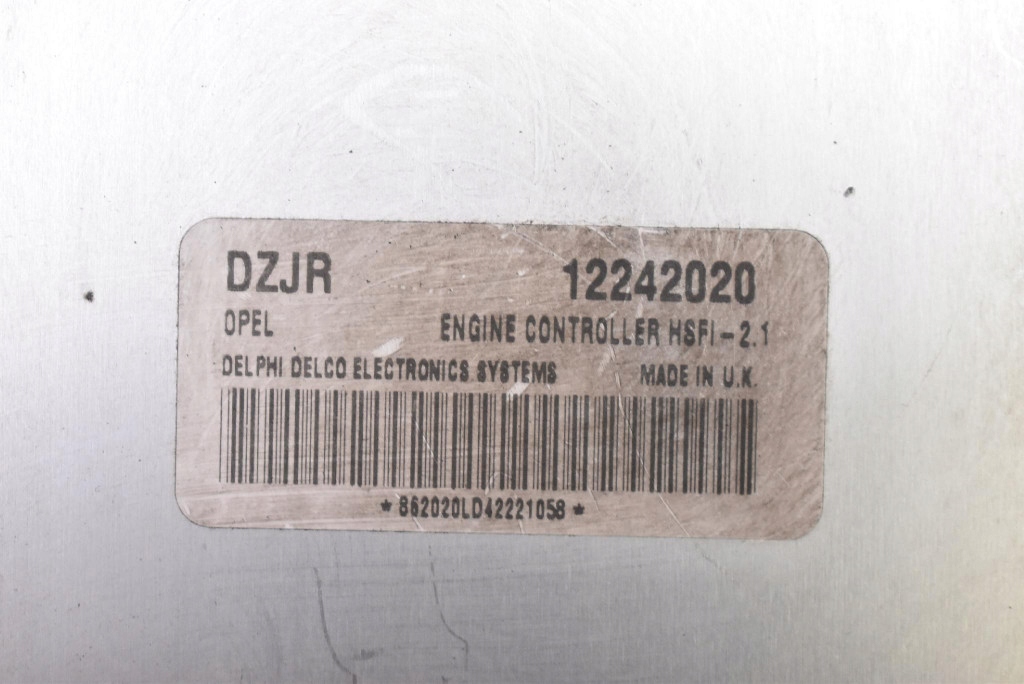 DZJR 12242020
OPEL ENGINE CONTROLLER HSFI-2.1
DELPHI DELCO ELECTRONICS SYSTEMS MADE IN U.K.
*862020LD42221058*